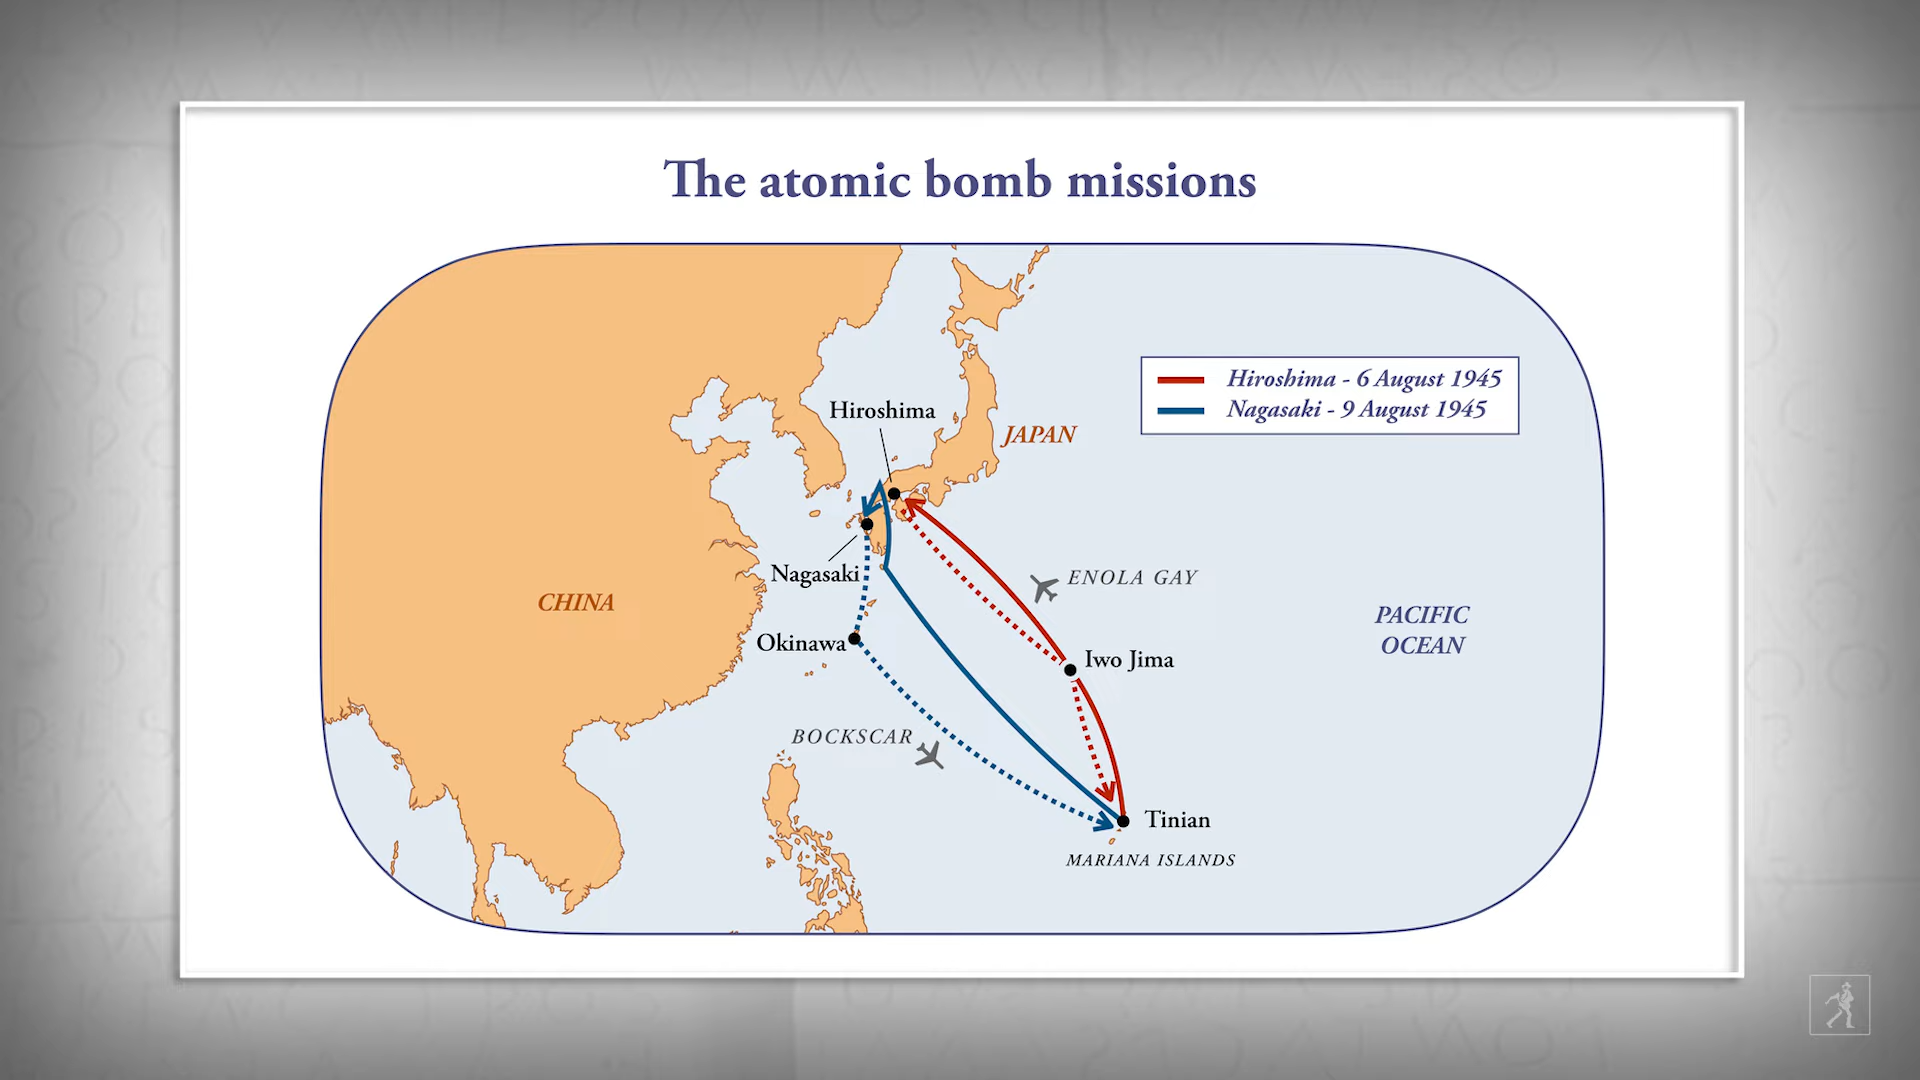 The atomic bomb missions
Hiroshima - 6 August 1945
Nagasaki - 9 August 1945
Hiroshima
JAPAN
Nagasaki
ENOLA GAY
CHINA
PACIFIC
OCEAN
Okinawa
Iwo Jima
BOCKSCAR
Tinian
MARIANA ISLANDS